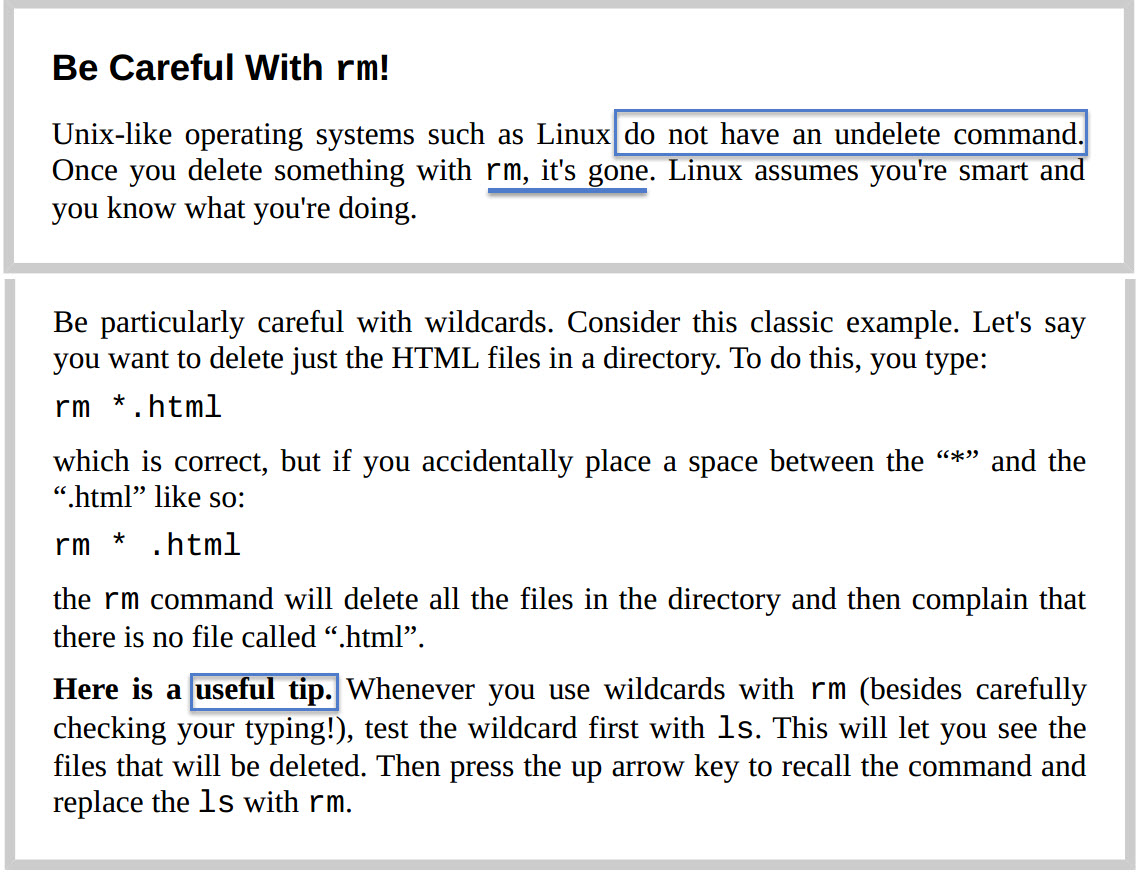 Be Careful With rm!
Unix-like operating systems such as Linux do not have an undelete command.
Once you delete something with rm, it's gone. Linux assumes you're smart and
you know what you're doing.
Be particularly careful with wildcards. Consider this classic example. Let's say
you want to delete just the HTML files in a directory. To do this, you type:
rm *.html
which is correct, but if you accidentally place a space between the “*” and the
“.html” like so:
rm * .html
the rm command will delete all the files in the directory and then complain that
there is no file called “.html”.
Here is a useful tip. Whenever you use wildcards with rm (besides carefully
checking your typing!), test the wildcard first with ls. This will let you see the
files that will be deleted. Then press the up arrow key to recall the command and
replace the ls with rm.